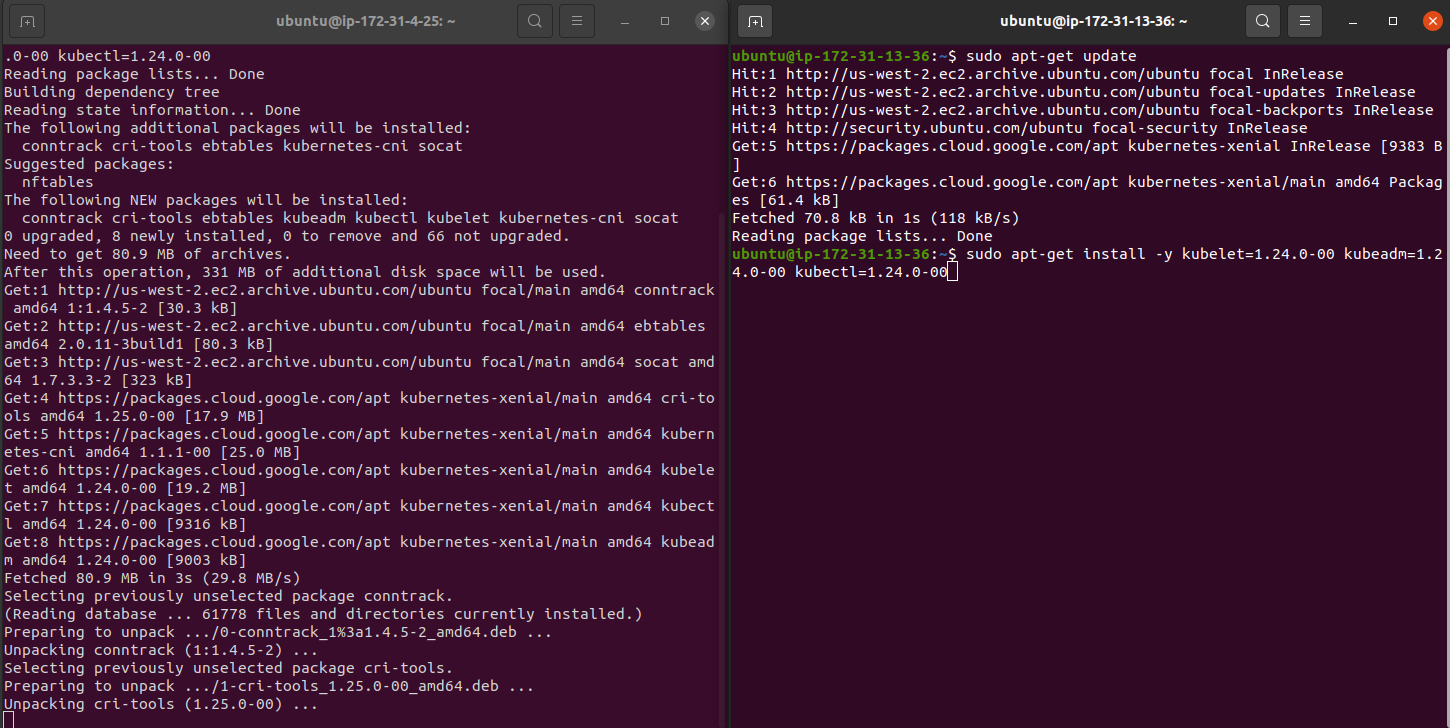 ubuntu@ip-172-31-4-25: ~
.0-00 kubectl=1.24.0-00
Reading package lists... Done
Building dependency tree
Reading state information... Done
The following additional packages will be installed:
  conntrack cri-tools ebtables kubernetes-cni socat
Suggested packages:
  nftables
The following NEW packages will be installed:
  conntrack cri-tools ebtables kubeadm kubectl kubelet kubernetes-cni socat
0 upgraded, 8 newly installed, 0 to remove and 66 not upgraded.
Need to get 80.9 MB of archives.
After this operation, 331 MB of additional disk space will be used.
Get:1 http://us-west-2.ec2.archive.ubuntu.com/ubuntu focal/main amd64 conntrack
 amd64 1:1.4.5-2 [30.3 kB]
Get:2 http://us-west-2.ec2.archive.ubuntu.com/ubuntu focal/main amd64 ebtables
amd64 2.0.11-3build1 [80.3 kB]
Get:3 http://us-west-2.ec2.archive.ubuntu.com/ubuntu focal/main amd64 socat amd
64 1.7.3.3-2 [323 kB]
Get:4 https://packages.cloud.google.com/apt kubernetes-xenial/main amd64 cri-to
ols amd64 1.25.0-00 [17.9 MB]
Get:5 https://packages.cloud.google.com/apt kubernetes-xenial/main amd64 kubern
etes-cni amd64 1.1.1-00 [25.0 MB]
Get:6 https://packages.cloud.google.com/apt kubernetes-xenial/main amd64 kubele
t amd64 1.24.0-00 [19.2 MB]
Get:7 https://packages.cloud.google.com/apt kubernetes-xenial/main amd64 kubect
l amd64 1.24.0-00 [9316 kB]
Get:8 https://packages.cloud.google.com/apt kubernetes-xenial/main amd64 kubead
m amd64 1.24.0-00 [9003 kB]
Fetched 80.9 MB in 3s (29.8 MB/s)
Selecting previously unselected package conntrack.
(Reading database ... 61778 files and directories currently installed.)
Preparing to unpack .../0-conntrack_1%3a1.4.5-2_amd64.deb ...
Unpacking conntrack (1:1.4.5-2) ...
Selecting previously unselected package cri-tools.
Preparing to unpack .../1-cri-tools_1.25.0-00_amd64.deb ...
Unpacking cri-tools (1.25.0-00) ...
ubuntu@ip-172-31-13-36: ~
ubuntu@ip-172-31-13-36:~$ sudo apt-get update
Hit:1 http://us-west-2.ec2.archive.ubuntu.com/ubuntu focal InRelease
Hit:2 http://us-west-2.ec2.archive.ubuntu.com/ubuntu focal-updates InRelease
Hit:3 http://us-west-2.ec2.archive.ubuntu.com/ubuntu focal-backports InRelease
Hit:4 http://security.ubuntu.com/ubuntu focal-security InRelease
Get:5 https://packages.cloud.google.com/apt kubernetes-xenial InRelease [9383 B
]
Get:6 https://packages.cloud.google.com/apt kubernetes-xenial/main amd64 Packag
es [61.4 kB]
Fetched 70.8 kB in 1s (118 kB/s)
Reading package lists... Done
ubuntu@ip-172-31-13-36:~$ sudo apt-get install -y kubelet=1.24.0-00 kubeadm=1.2
4.0-00 kubectl=1.24.0-00